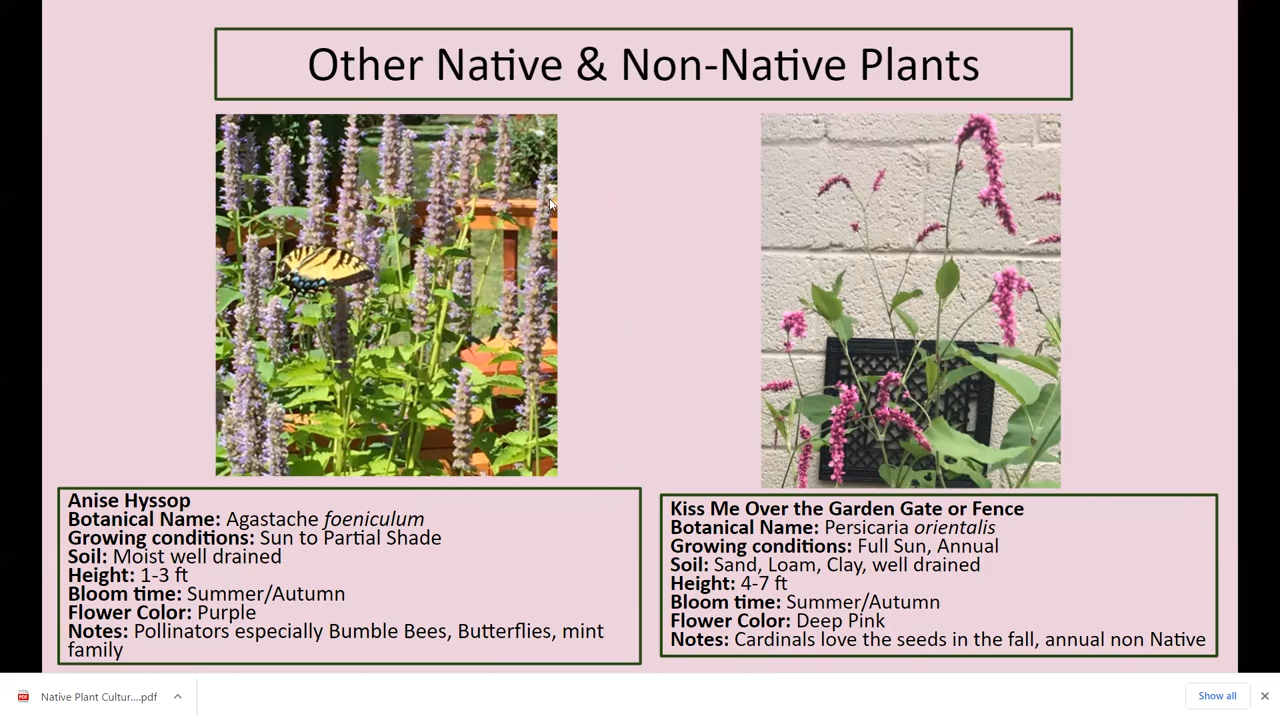 Other Native & Non-Native Plants
Anise Hyssop
Botanical Name: Agastache foeniculum
Growing conditions: Sun to Partial Shade
Soil: Moist well drained
Height: 1-3 ft
Bloom time: Summer/Autumn
Flower Color: Purple
Notes: Pollinators especially Bumble Bees, Butterflies, mint
family
Kiss Me Over the Garden Gate or Fence
Botanical Name: Persicaria orientalis
Growing conditions: Full Sun, Annual
Soil: Sand, Loam, Clay, well drained
Height: 4-7 ft
Bloom time: Summer/Autumn
Flower Color: Deep Pink
Notes: Cardinals love the seeds in the fall, annual non Native
Native Plant Cultur....pdf
Show all